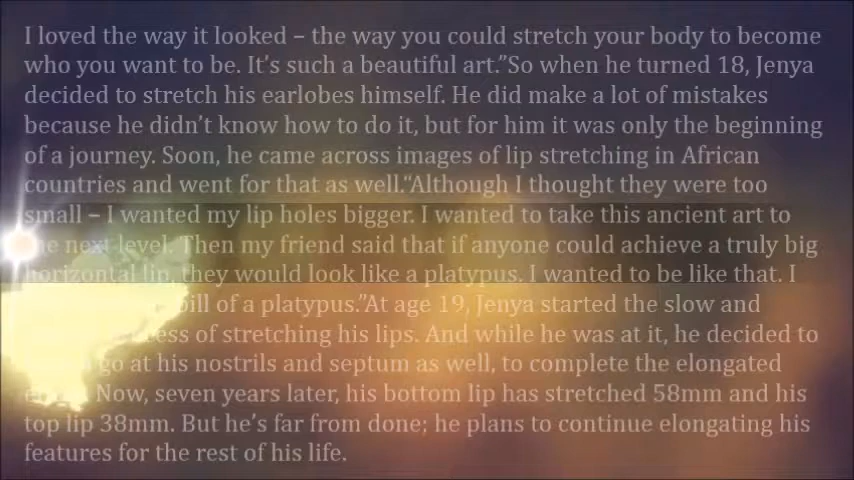 I loved the way it looked – the way you could stretch your body to become
who you want to be. It's such a beautiful art.”So when he turned 18, Jenya
decided to stretch his earlobes himself. He did make a lot of mistakes
because he didn't know how to do it, but for him it was only the beginning
of a journey. Soon, he came across images of lip stretching in African
countries and went for that as well.“Although I thought they were too
small – I wanted my lip holes bigger. I wanted to take this ancient art to
the next level. Then my friend said that if anyone could achieve a truly big
horizontal lip, they would look like a platypus. I wanted to be like that. I
bill of a platypus.”At age 19, Jenya started the slow and
of stretching his lips. And while he was at it, he decided to
go at his nostrils and septum as well, to complete the elongated
Now, seven years later, his bottom lip has stretched 58mm and his
top lip 38mm. But he's far from done; he plans to continue elongating his
features for the rest of his life.